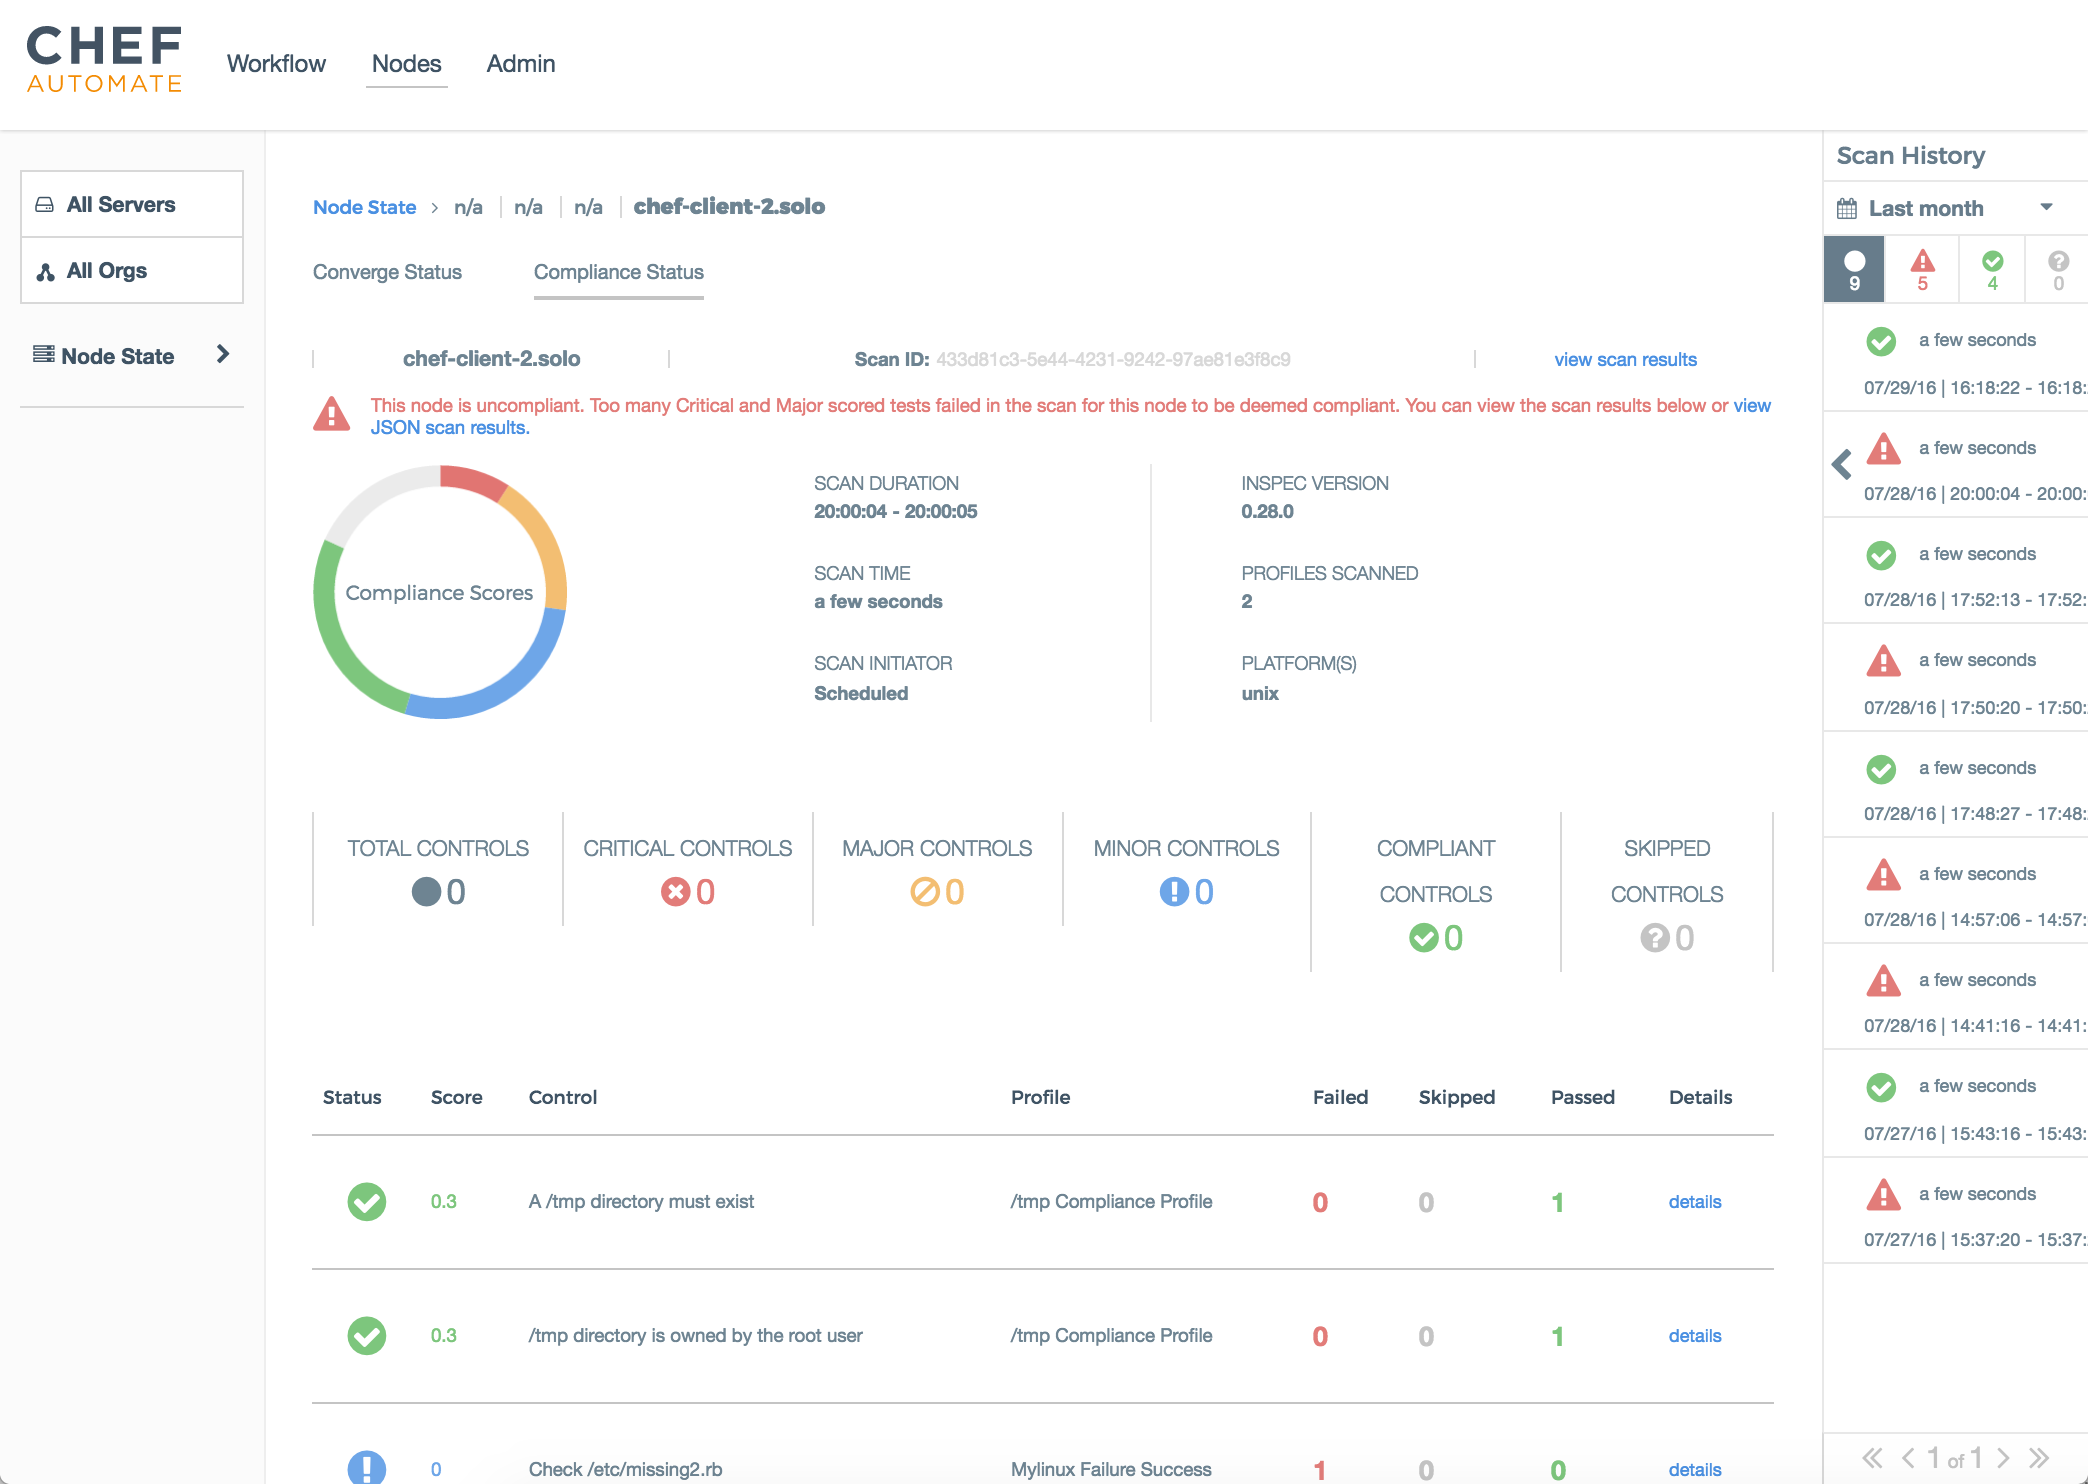 CHEF
AUTOMATE
Workflow Nodes Admin
All Servers
All Orgs
Node State
Node State > n/a n/a n/a chef-client-2.solo
Converge Status Compliance Status
chef-client-2.solo Scan ID: 433d81c3-5e44-4231-9242-97ae81e3f8c9 view scan results
This node is uncompliant. Too many Critical and Major scored tests failed in the scan for this node to be deemed compliant. You can view the scan results below or view
JSON scan results.
Compliance Scores
SCAN DURATION
20:00:04 - 20:00:05
SCAN TIME
a few seconds
SCAN INITIATOR
Scheduled
INSPEC VERSION
0.28.0
PROFILES SCANNED
2
PLATFORM(S)
unix
TOTAL CONTROLS
0
CRITICAL CONTROLS
0
MAJOR CONTROLS
0
MINOR CONTROLS
0
COMPLIANT
CONTROLS
0
SKIPPED
CONTROLS
0
Status Score Control Profile Failed Skipped Passed Details
0.3 A /tmp directory must exist /tmp Compliance Profile 0 0 1 details
0.3 /tmp directory is owned by the root user /tmp Compliance Profile 0 0 1 details
0 Check /etc/missing2.rb Mylinux Failure Success 1 0 0 details
Scan History
Last month
9 5 4 0
a few seconds
07/29/16 | 16:18:22 - 16:18:
a few seconds
07/28/16 | 20:00:04 - 20:00:
a few seconds
07/28/16 | 17:52:13 - 17:52:
a few seconds
07/28/16 | 17:50:20 - 17:50:
a few seconds
07/28/16 | 17:48:27 - 17:48:
a few seconds
07/28/16 | 14:57:06 - 14:57:
a few seconds
07/28/16 | 14:41:16 - 14:41:
a few seconds
07/27/16 | 15:43:16 - 15:43:
a few seconds
07/27/16 | 15:37:20 - 15:37:
1 of 1